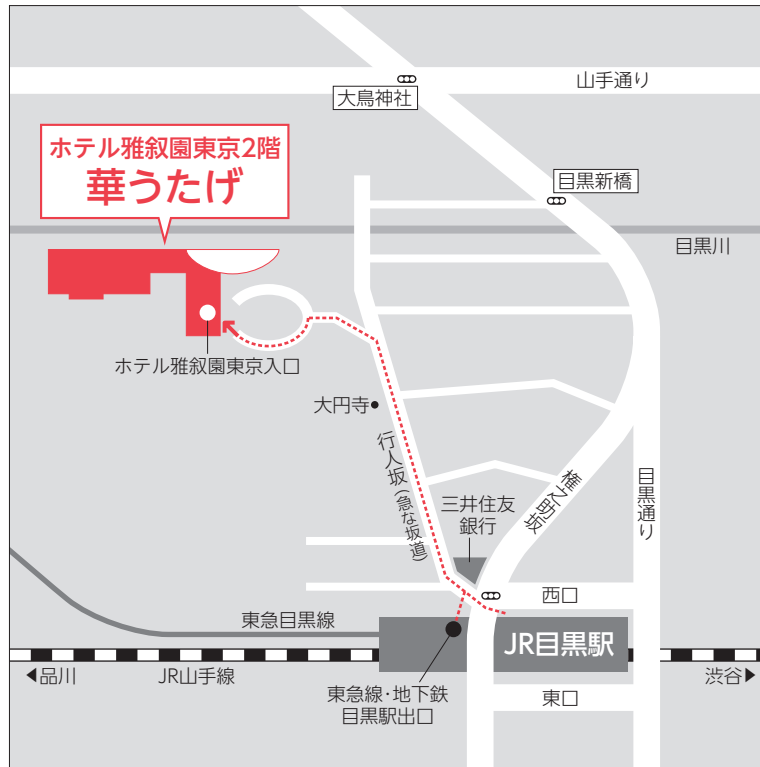 山手通り
大鳥神社
ホテル雅叙園東京2階
華うたげ
目黒新橋
目黒川
ホテル雅叙園東京入口
大円寺
行人坂(急な坂道)
権之助坂
目黒通り
三井住友
銀行
西口
東急目黒線
JR目黒駅
◀品川
JR山手線
渋谷▶
東急線・地下鉄
目黒駅出口
東口